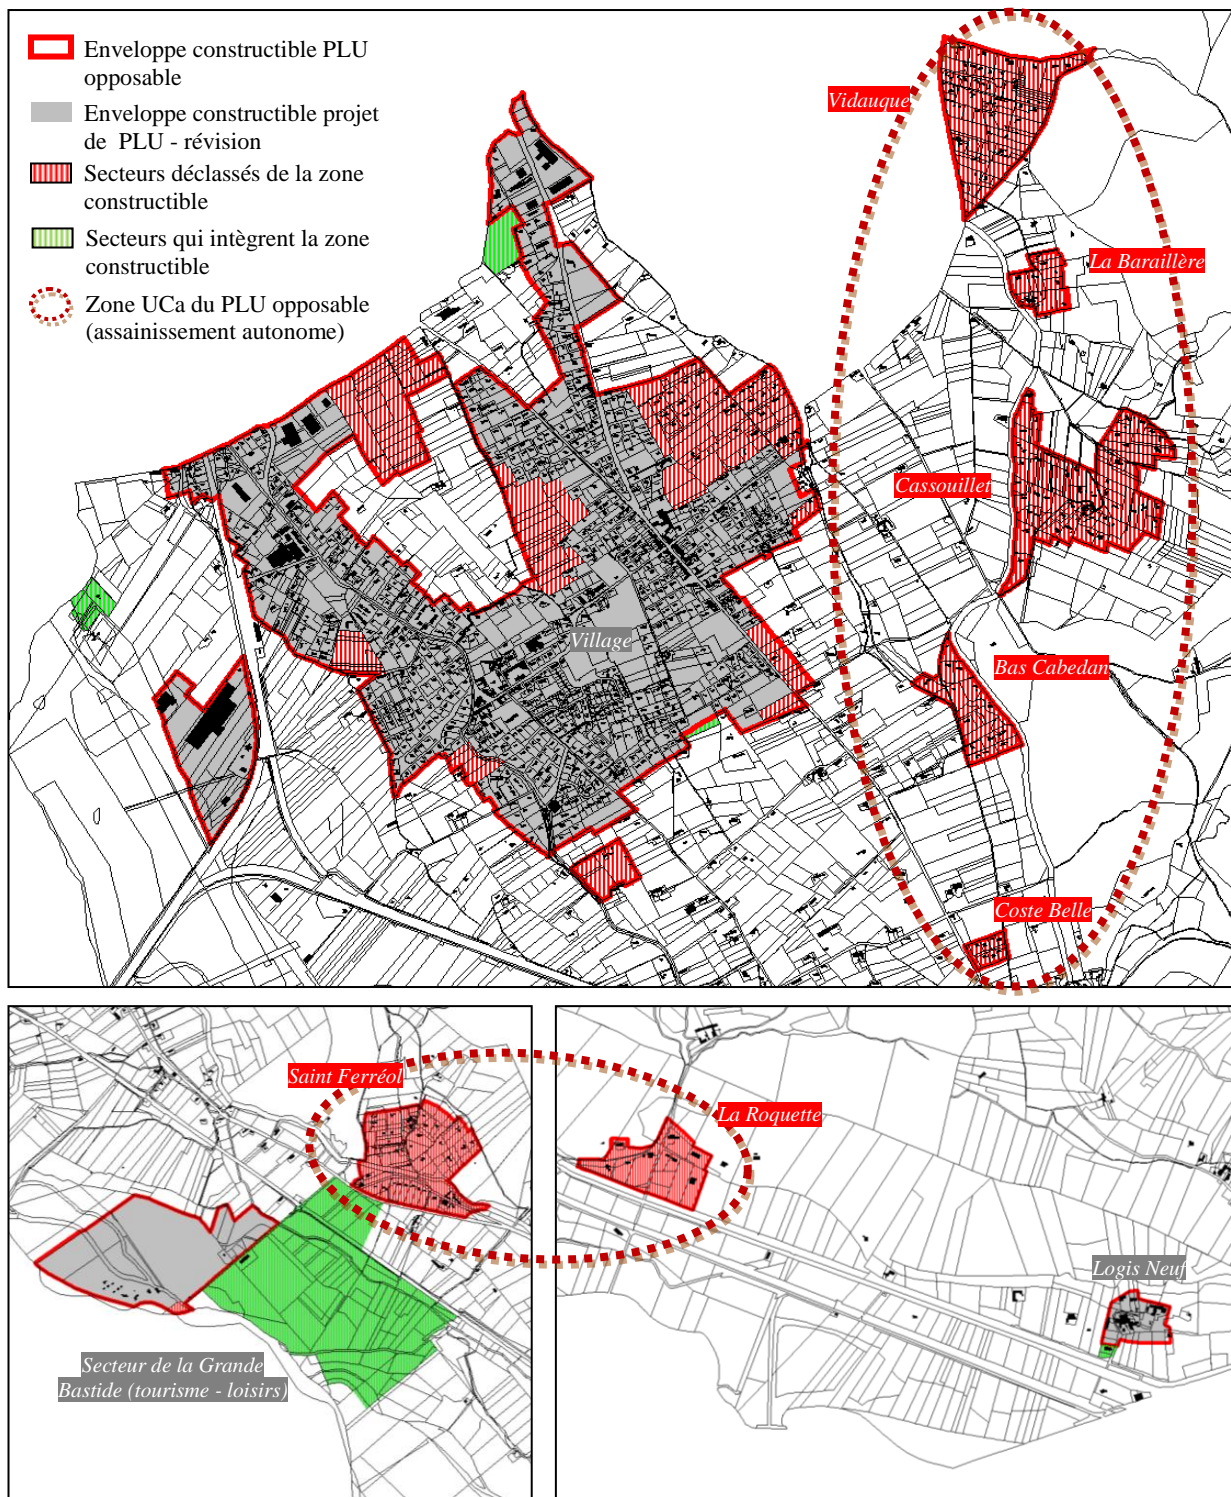 Enveloppe constructible PLU
opposable
Enveloppe constructible projet
de PLU - révision
Secteurs déclassés de la zone
constructible
Secteurs qui intègrent la zone
constructible
Zone UCa du PLU opposable
(assainissement autonome)
Vidauque
La Baraillère
Cassouillet
Village
Bas Cabedan
Coste Belle
Saint Ferréol
La Roquette
Logis Neuf
Secteur de la Grande
Bastide (tourisme - loisirs)